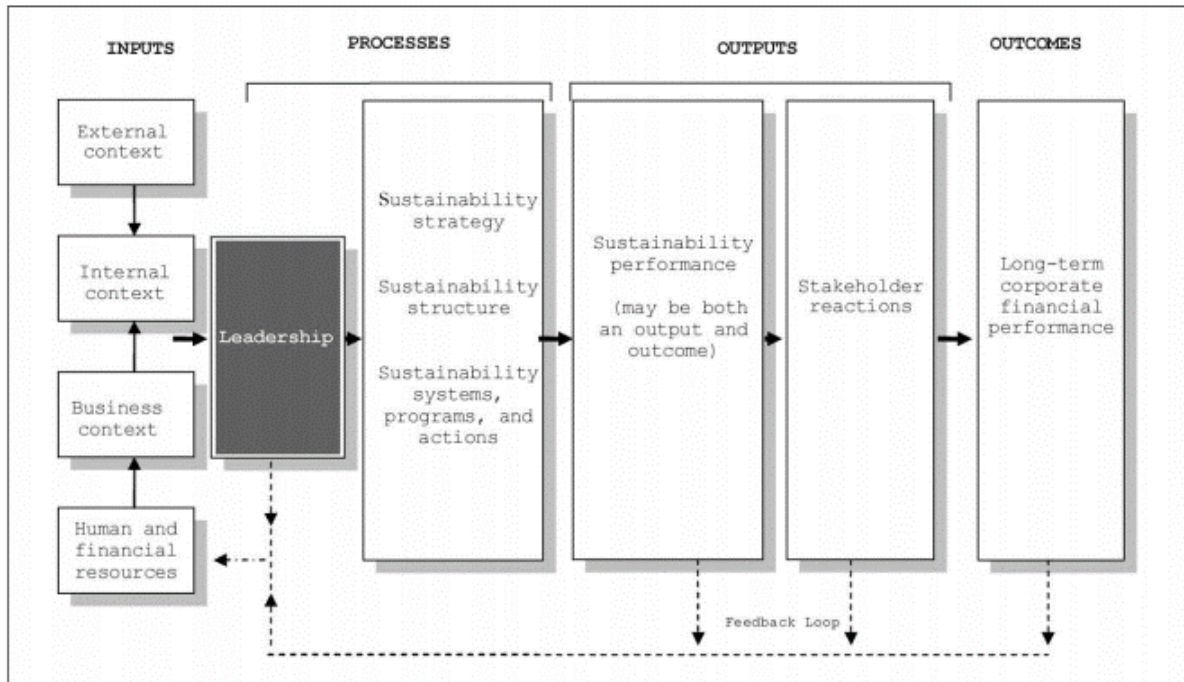 INPUTS
PROCESSES
OUTPUTS
OUTCOMES
External
context
Internal
context
Business
context
Human and
financial
resources
Leadership
Sustainability
strategy
Sustainability
structure
Sustainability
systems,
programs, and
actions
Sustainability
performance
(may be both
an output and
outcome)
Stakeholder
reactions
Long-term
corporate
financial
performance
Feedback Loop